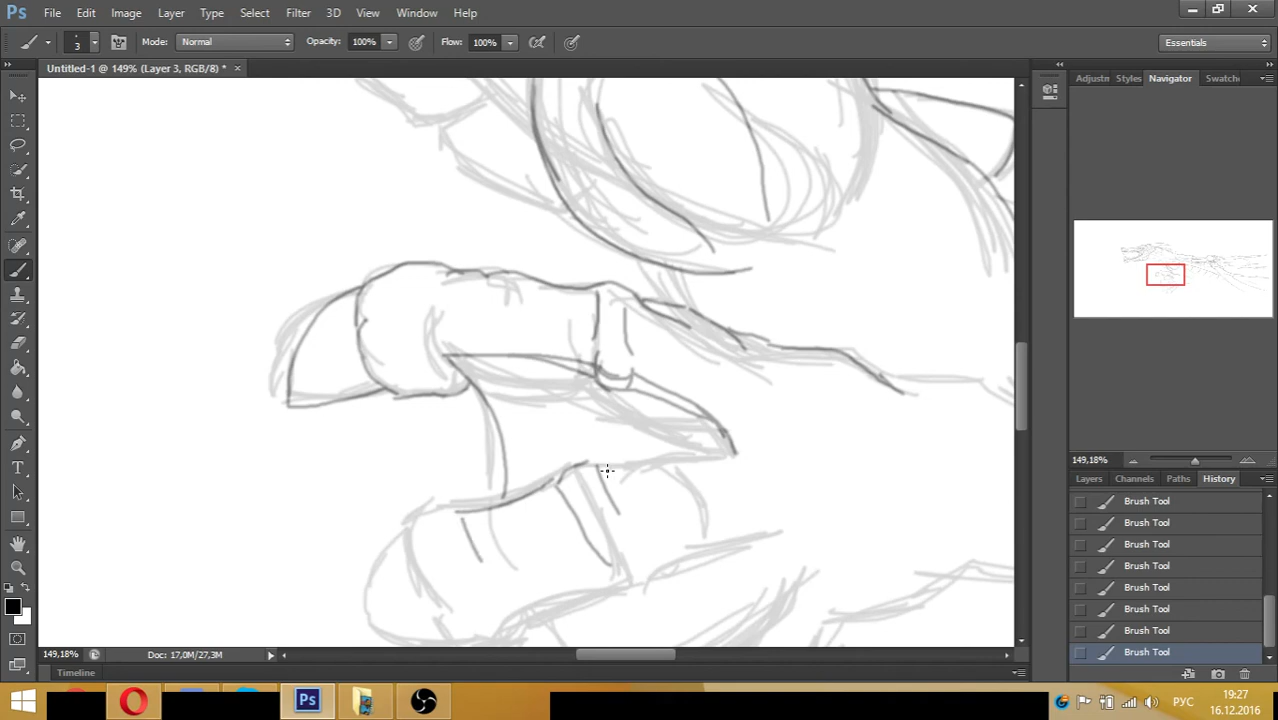 Ps File Edit Image Layer Type Select Filter 3D View Window Help
3 Mode: Normal Opacity: 100% Flow: 100% Essentials
Untitled-1 @ 149% (Layer 3, RGB/8) * ×
Adjustn Styles Navigator Swatch
149,18%
Layers Channels Paths History
Brush Tool
Brush Tool
Brush Tool
Brush Tool
Brush Tool
Brush Tool
Brush Tool
Brush Tool
149,18% Doc: 17,0M/27,3M
Timeline
Ps
РУС
19:27
16.12.2016